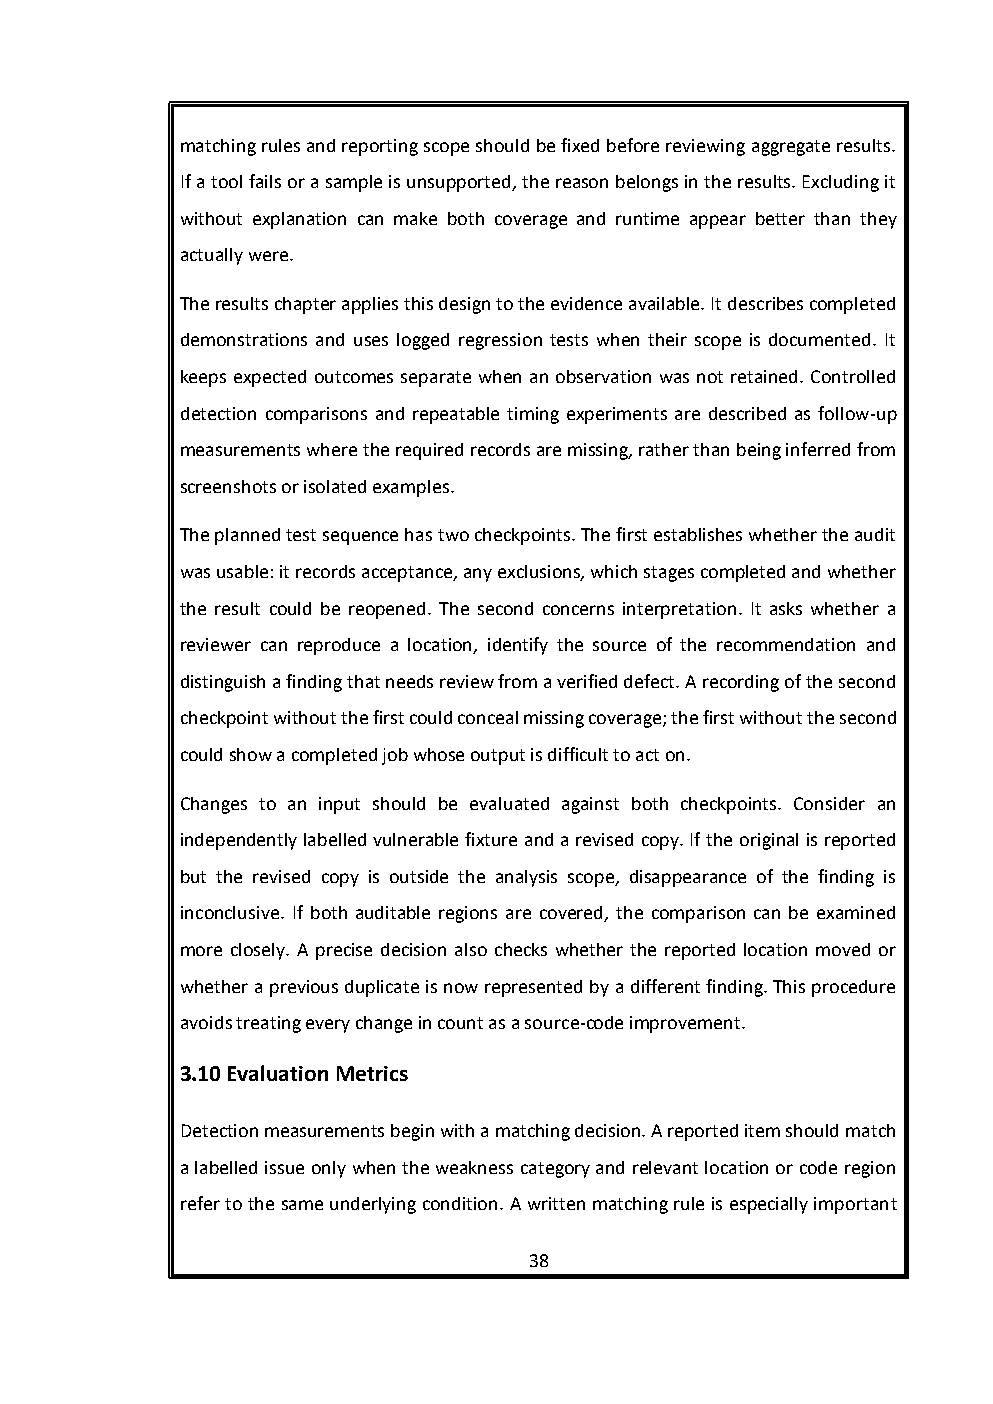 matching rules and reporting scope should be fixed before reviewing aggregate results.
If a tool fails or a sample is unsupported, the reason belongs in the results. Excluding it
without explanation can make both coverage and runtime appear better than they
actually were.
The results chapter applies this design to the evidence available. It describes completed
demonstrations and uses logged regression tests when their scope is documented. It
keeps expected outcomes separate when an observation was not retained. Controlled
detection comparisons and repeatable timing experiments are described as follow-up
measurements where the required records are missing, rather than being inferred from
screenshots or isolated examples.
The planned test sequence has two checkpoints. The first establishes whether the audit
was usable: it records acceptance, any exclusions, which stages completed and whether
the result could be reopened. The second concerns interpretation. It asks whether a
reviewer can reproduce a location, identify the source of the recommendation and
distinguish a finding that needs review from a verified defect. A recording of the second
checkpoint without the first could conceal missing coverage; the first without the second
could show a completed job whose output is difficult to act on.
Changes to an input should be evaluated against both checkpoints. Consider an
independently labelled vulnerable fixture and a revised copy. If the original is reported
but the revised copy is outside the analysis scope, disappearance of the finding is
inconclusive. If both auditable regions are covered, the comparison can be examined
more closely. A precise decision also checks whether the reported location moved or
whether a previous duplicate is now represented by a different finding. This procedure
avoids treating every change in count as a source-code improvement.
3.10 Evaluation Metrics
Detection measurements begin with a matching decision. A reported item should match
a labelled issue only when the weakness category and relevant location or code region
refer to the same underlying condition. A written matching rule is especially important
38